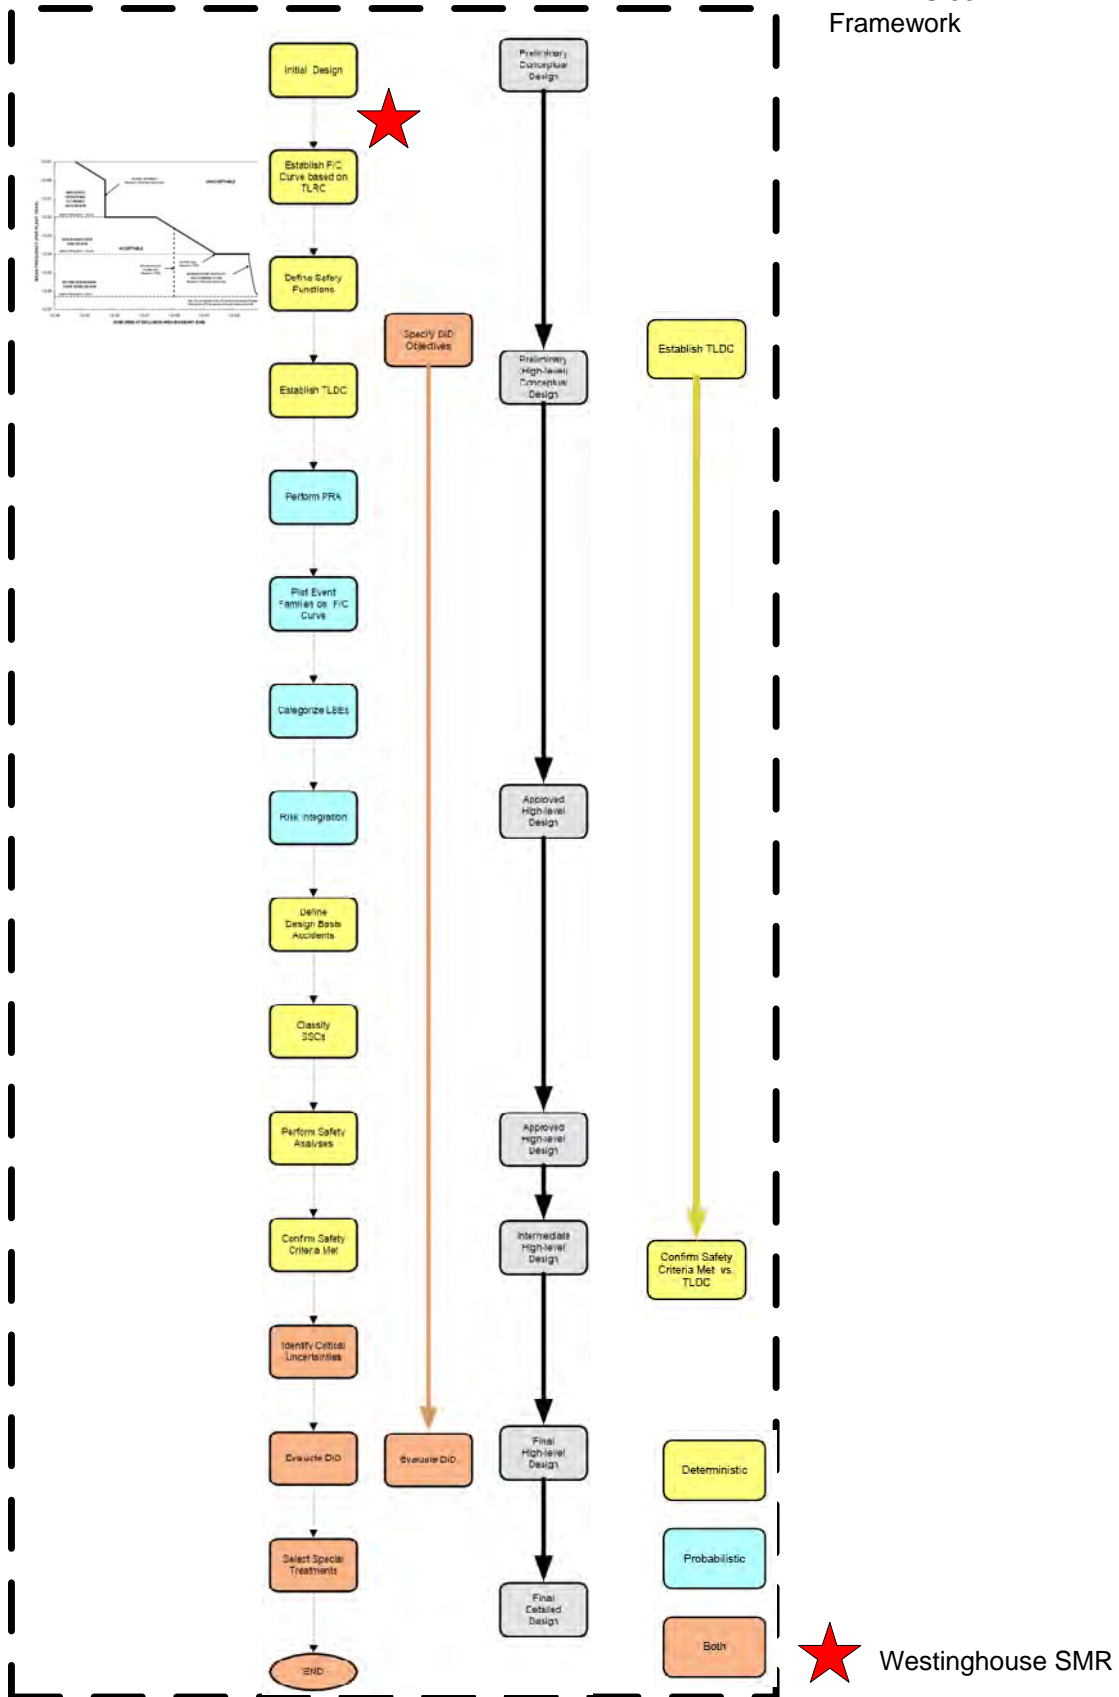 Framework
Initial Design
Preliminary
Conceptual
Design
Establish F/C
Curve based on
TLRC
UNACCEPTABLE
ACCEPTABLE
Define Safety
Functions
Specify DID
Objectives
Preliminary
(High-level)
Conceptual
Design
Establish TLDC
Establish TLDC
Perform PRA
Plot Event
Families on F/C
Curve
Categorize LBEs
Risk Integration
Approved
High-level
Design
Define
Design Basis
Accidents
Classify
SSCs
Perform Safety
Analyses
Approved
High-level
Design
Confirm Safety
Criteria Met
Intermediate
High-level
Design
Confirm Safety
Criteria Met vs.
TLDC
Identify Critical
Uncertainties
Evaluate DID
Evaluate DID
Final
High-level
Design
Deterministic
Select Special
Treatments
Probabilistic
Final
Detailed
Design
Both
END
Westinghouse SMR